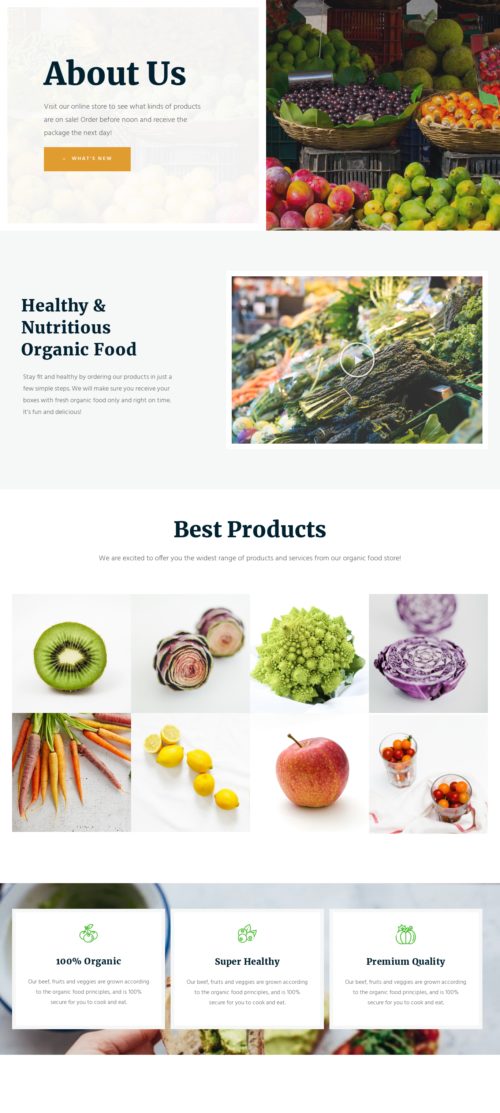 About Us
Visit our online store to see what kinds of products
are on sale! Order before noon and receive the
package the next day!
WHAT'S NEW
Healthy &
Nutritious
Organic Food
Stay fit and healthy by ordering our products in just a
few simple steps. We will make sure you receive your
boxes with fresh organic food only and right on time.
It's fun and delicious!
Best Products
We are excited to offer you the widest range of products and services from our organic food store!
100% Organic
Our beef, fruits and veggies are grown according
to the organic food principles, and is 100%
secure for you to cook and eat.
Super Healthy
Our beef, fruits and veggies are grown according
to the organic food principles, and is 100%
secure for you to cook and eat.
Premium Quality
Our beef, fruits and veggies are grown according
to the organic food principles, and is 100%
secure for you to cook and eat.